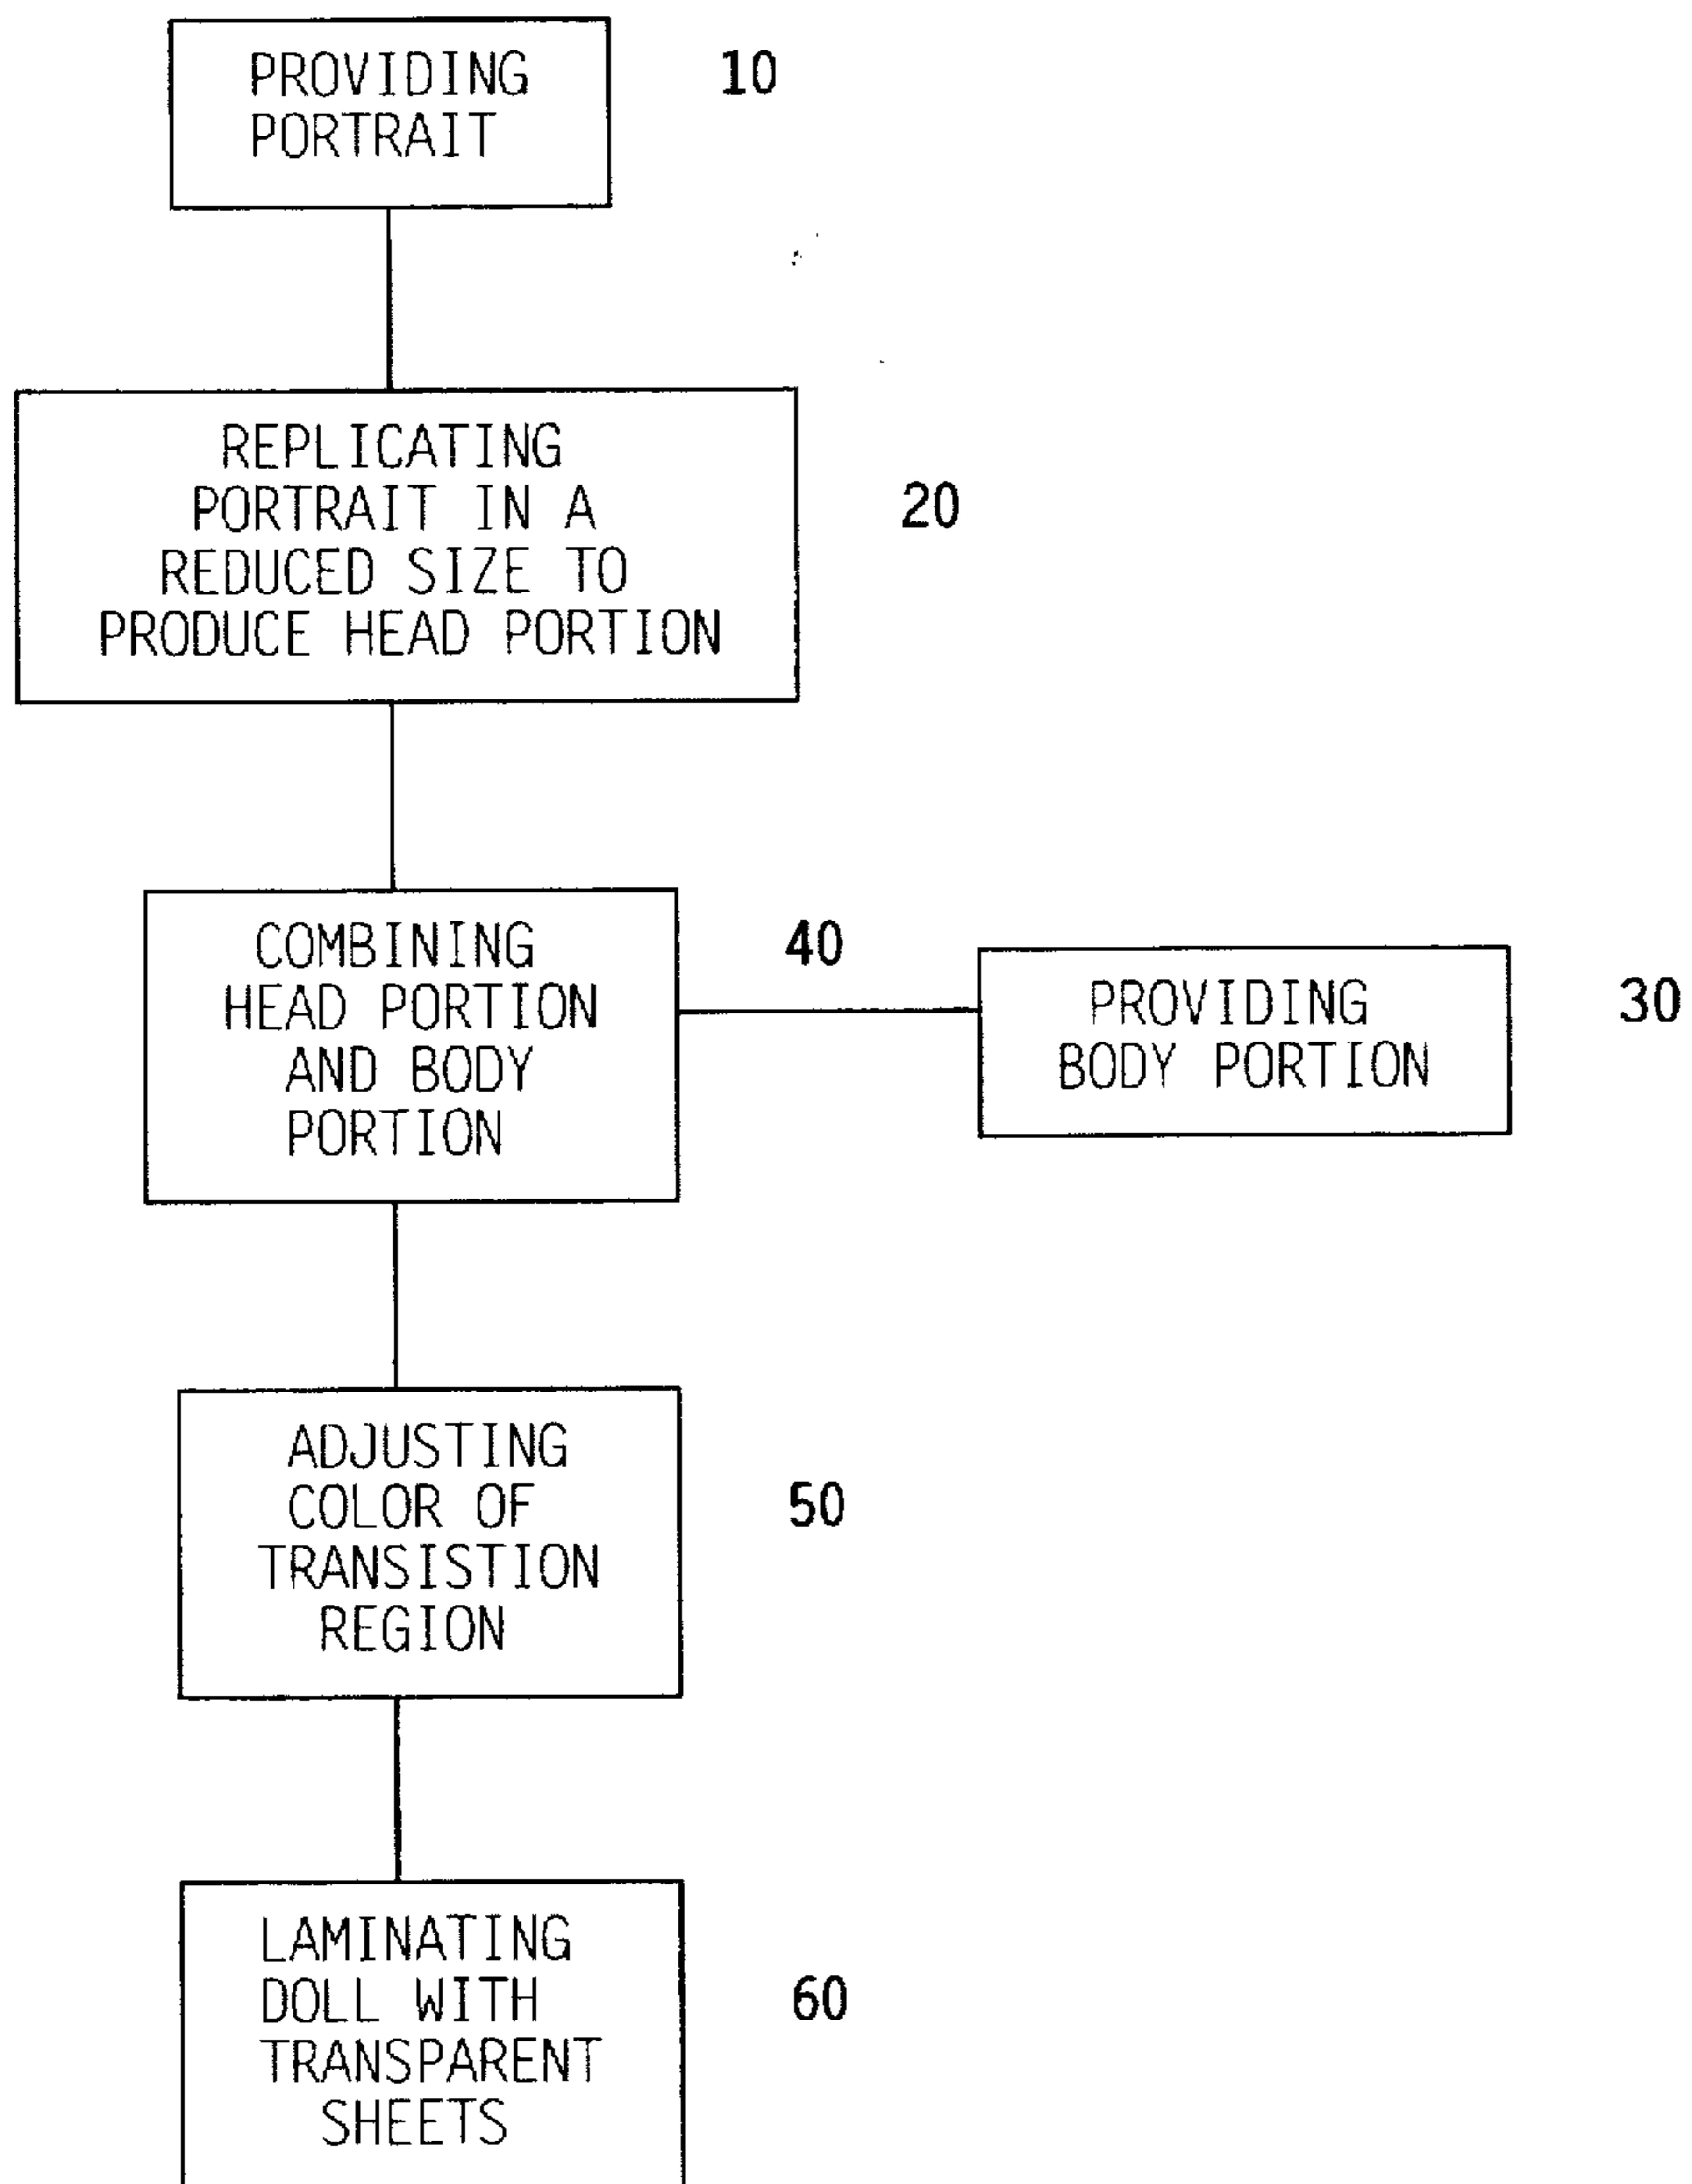 PROVIDING
PORTRAIT
10
REPLICATING
PORTRAIT IN A
REDUCED SIZE TO
PRODUCE HEAD PORTION
20
COMBINING
HEAD PORTION
AND BODY
PORTION
40
PROVIDING
BODY PORTION
30
ADJUSTING
COLOR OF
TRANSISTION
REGION
50
LAMINATING
DOLL WITH
TRANSPARENT
SHEETS
60